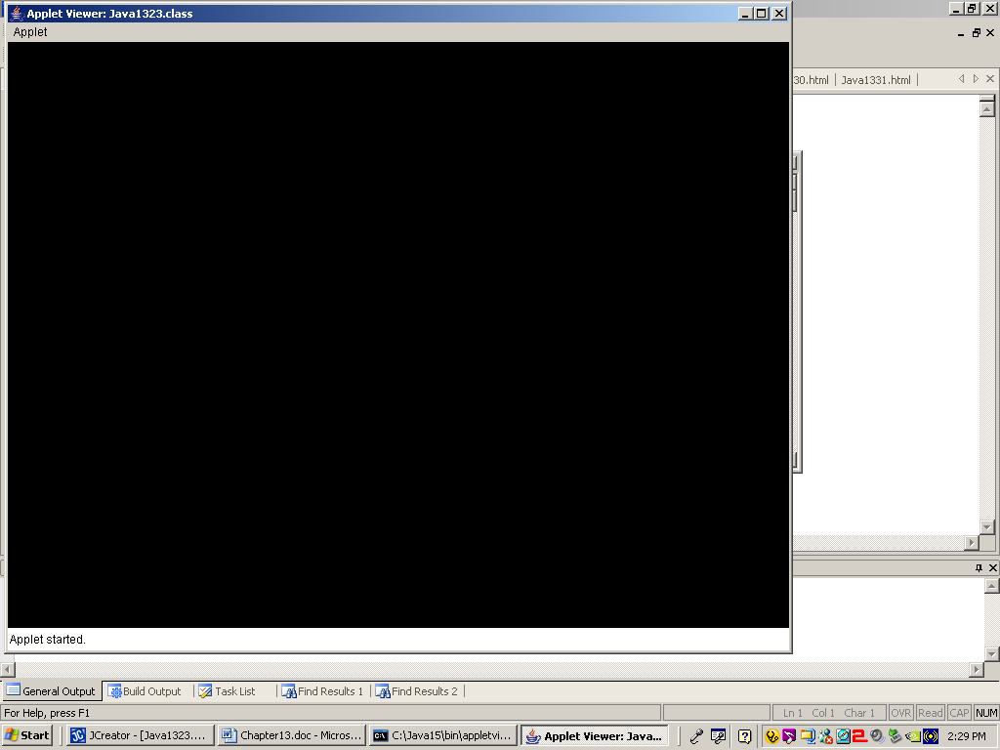 Applet Viewer: Java1323.class
Applet
30.html Java1331.html
Applet started.
General Output Build Output Task List Find Results 1 Find Results 2
For Help, press F1 Ln 1 Col 1 Char 1 OVR Read CAP NUM
Start JCreator - [Java1323.... Chapter13.doc - Micros... C:\Java15\bin\appletvi... Applet Viewer: Java... 2:29 PM